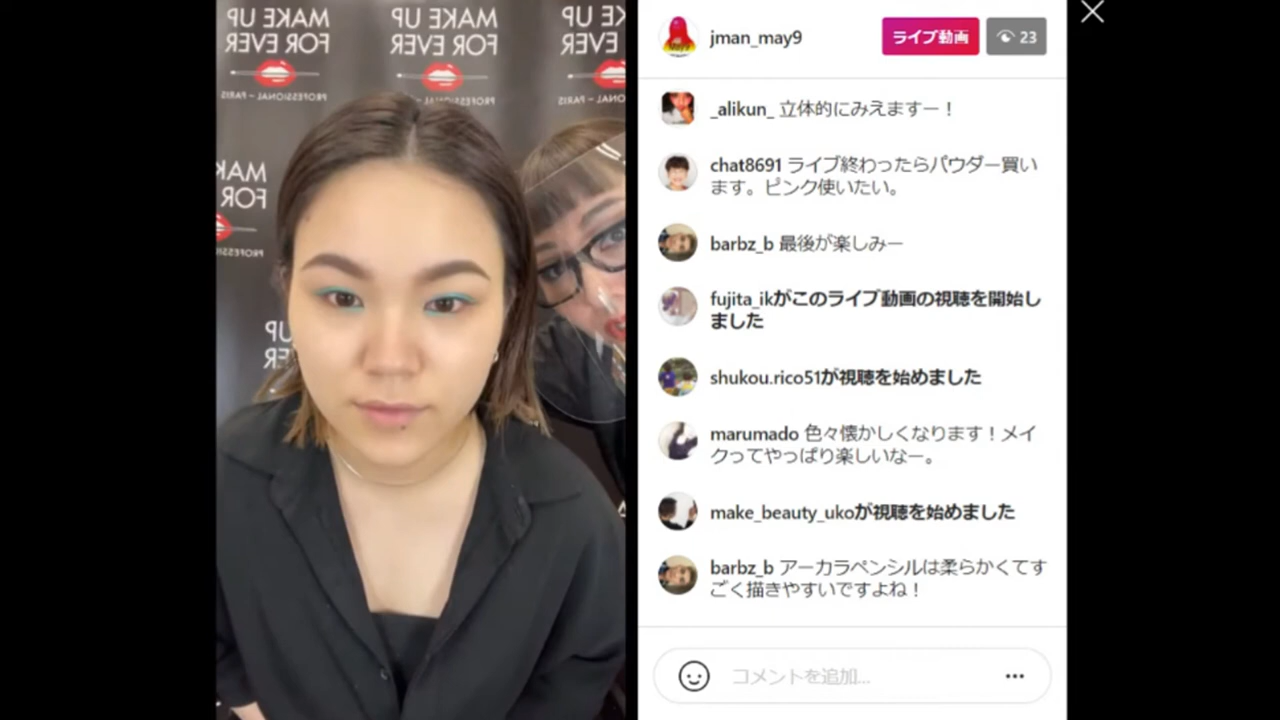 MAKE UP
FOR EVER
PROFESSIONAL – PARIS
MAKE UP
FOR EVER
PROFESSIONAL – PARIS
KE UP
EVER
– PARIS
MAKE
FOR
PROFESSI
UP
ER
jman_may9
ライブ動画
23
_alikun_ 立体的にみえますー！
chat8691 ライブ終わったらパウダー買い
ます。ピンク使いたい。
barbz_b 最後が楽しみー
fujita_ikがこのライブ動画の視聴を開始し
ました
shukou.rico51が視聴を始めました
marumado 色々懐かしくなります！メイ
クってやっぱり楽しいなー。
make_beauty_ukoが視聴を始めました
barbz_b アーカラペンシルは柔らかくてす
ごく描きやすいですよね！
コメントを追加...